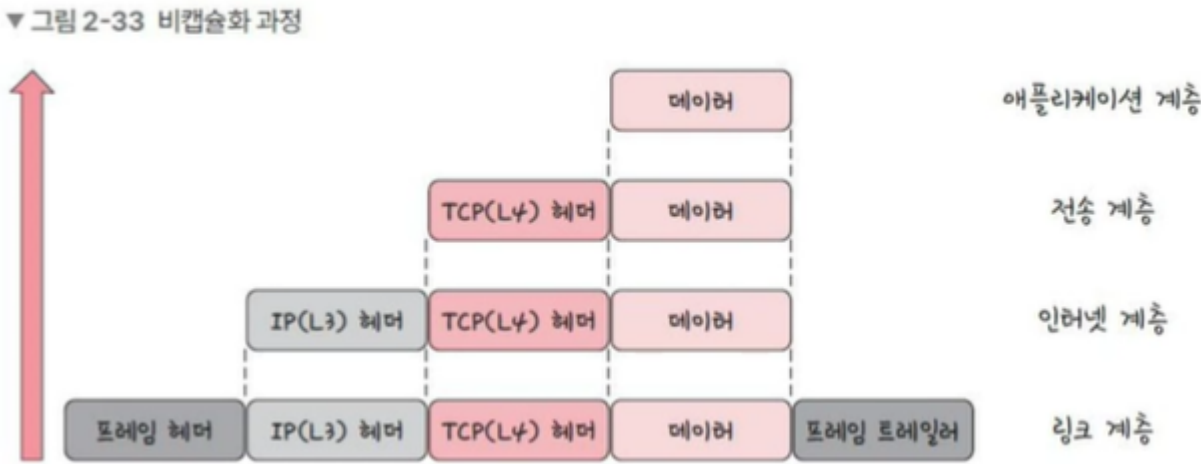 ▼ 그림 2-33 비캡슐화 과정
데이터 애플리케이션 계층
TCP(L4) 헤더 데이터 전송 계층
IP(L3) 헤더 TCP(L4) 헤더 데이터 인터넷 계층
프레임 헤더 IP(L3) 헤더 TCP(L4) 헤더 데이터 프레임 트레일러 링크 계층